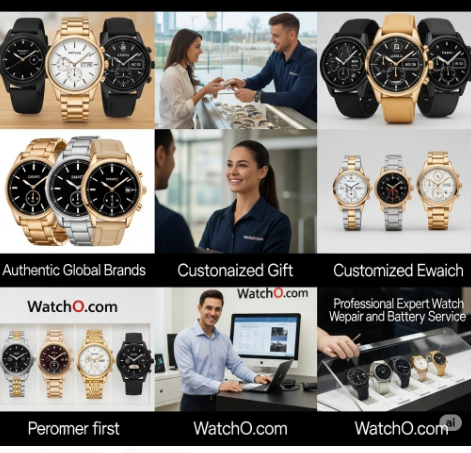 Authentic Global Brands
Custonaized Gift
Customized Ewaich
WatchO.com
WatchO.com
Professional Expert Watch
Wepair and Battery Service
Peromer first
WatchO.com
WatchO.com
ai